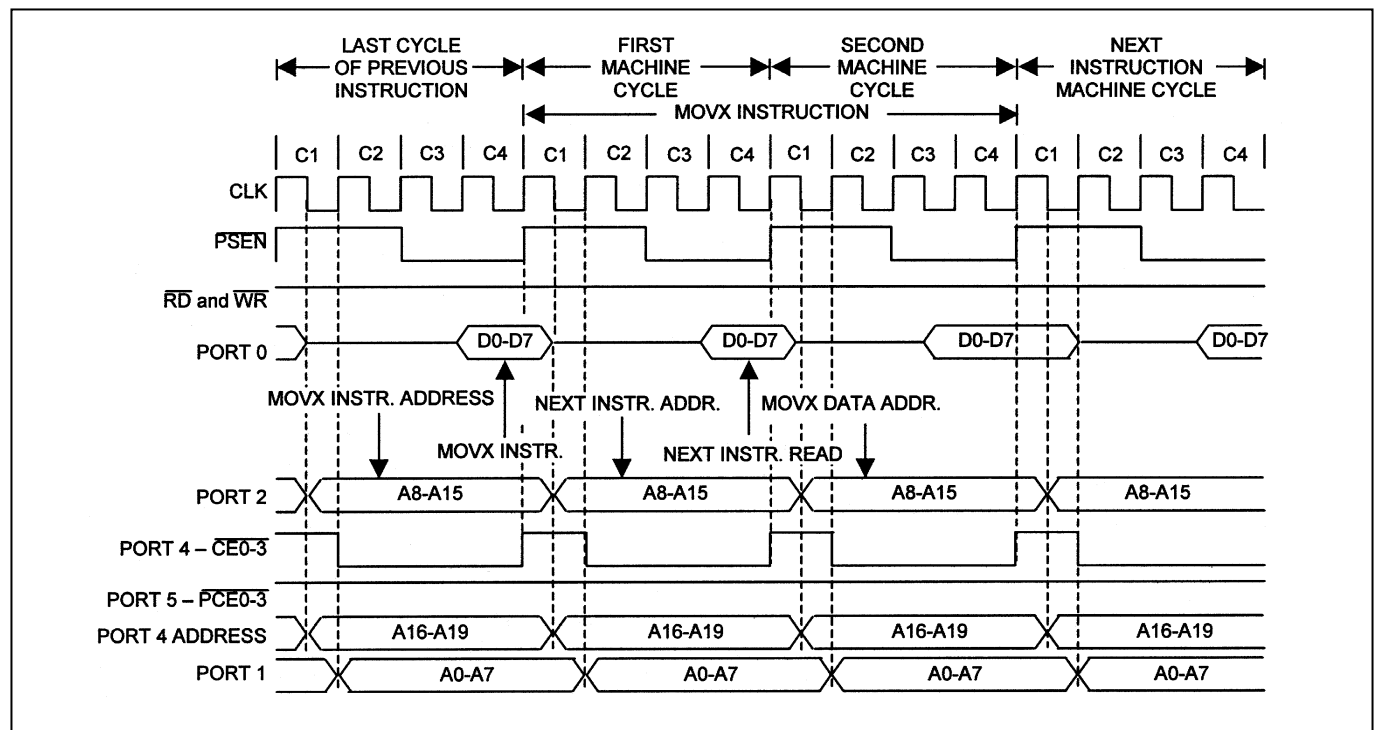 LAST CYCLE
OF PREVIOUS
INSTRUCTION
FIRST
MACHINE
CYCLE
SECOND
MACHINE
CYCLE
NEXT
INSTRUCTION
MACHINE CYCLE
MOVX INSTRUCTION
C1 C2 C3 C4 C1 C2 C3 C4 C1 C2 C3 C4 C1 C2 C3 C4
CLK
PSEN
RD and WR
PORT 0 D0-D7 D0-D7 D0-D7 D0-D7
MOVX INSTR. ADDRESS NEXT INSTR. ADDR. MOVX DATA ADDR.
MOVX INSTR. NEXT INSTR. READ
PORT 2 A8-A15 A8-A15 A8-A15 A8-A15
PORT 4 – CE0-3
PORT 5 – PCE0-3
PORT 4 ADDRESS A16-A19 A16-A19 A16-A19 A16-A19
PORT 1 A0-A7 A0-A7 A0-A7 A0-A7